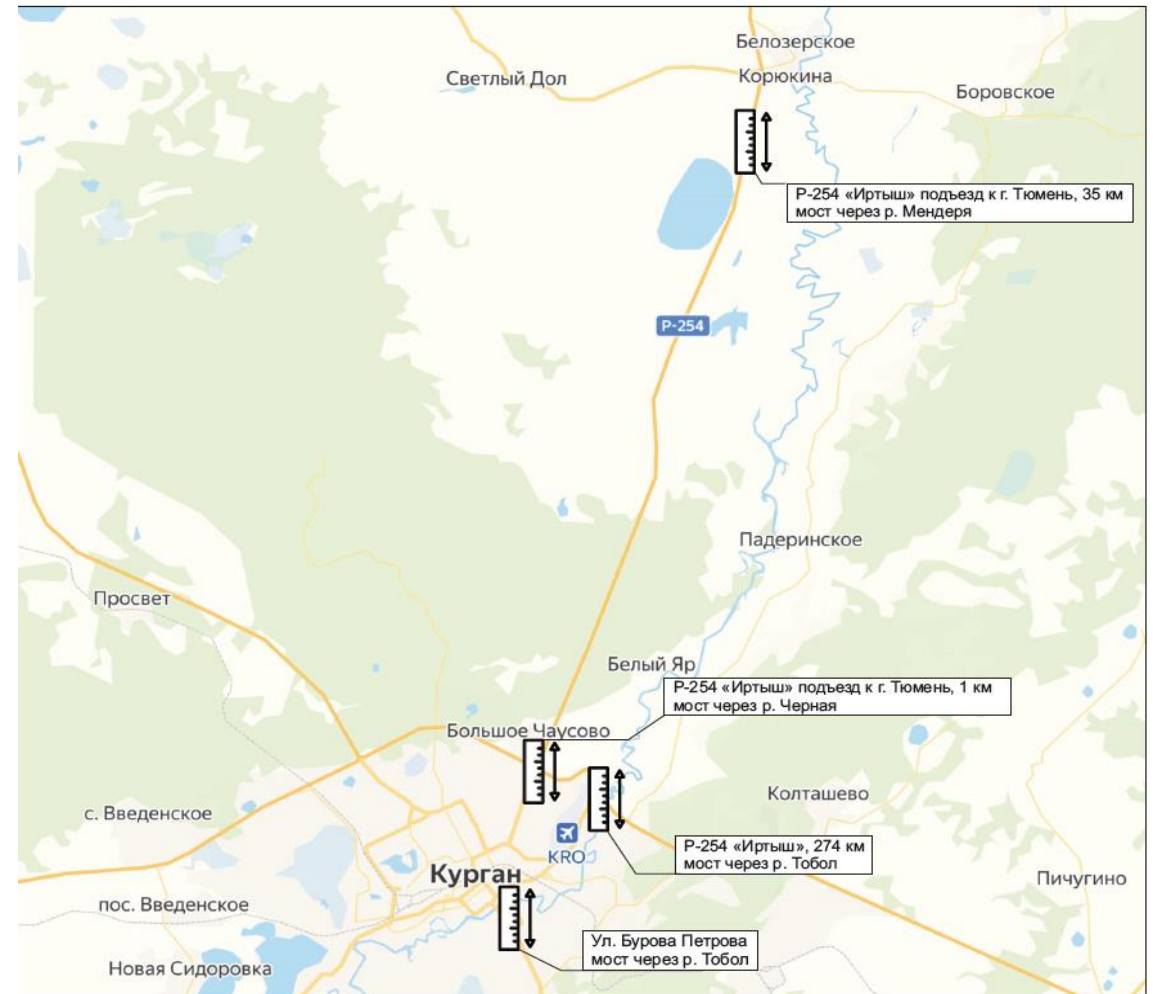 Белозерское
Светлый Дол
Корюкина
Боровское
Р-254 «Иртыш» подъезд к г. Тюмень, 35 км
мост через р. Мендеря
Р-254
Падеринское
Просвет
Белый Яр
Р-254 «Иртыш» подъезд к г. Тюмень, 1 км
мост через р. Черная
Большое Чаусово
Колташево
с. Введенское
Р-254 «Иртыш», 274 км
мост через р. Тобол
KRO
Курган
Пичугино
пос. Введенское
Ул. Бурова Петрова
мост через р. Тобол
Новая Сидоровка